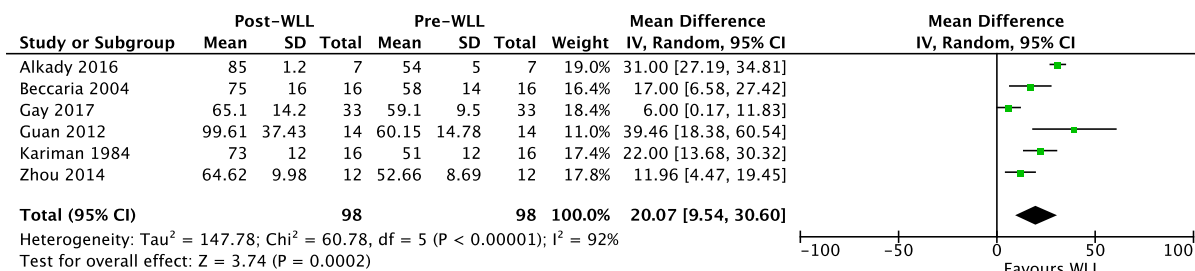 Post-WLL Pre-WLL Mean Difference Mean Difference
Study or Subgroup Mean SD Total Mean SD Total Weight IV, Random, 95% CI IV, Random, 95% CI
Alkady 2016 85 1.2 7 54 5 7 19.0% 31.00 [27.19, 34.81]
Beccaria 2004 75 16 16 58 14 16 16.4% 17.00 [6.58, 27.42]
Gay 2017 65.1 14.2 33 59.1 9.5 33 18.4% 6.00 [0.17, 11.83]
Guan 2012 99.61 37.43 14 60.15 14.78 14 11.0% 39.46 [18.38, 60.54]
Kariman 1984 73 12 16 51 12 16 17.4% 22.00 [13.68, 30.32]
Zhou 2014 64.62 9.98 12 52.66 8.69 12 17.8% 11.96 [4.47, 19.45]
Total (95% CI) 98 98 100.0% 20.07 [9.54, 30.60]
Heterogeneity: Tau² = 147.78; Chi² = 60.78, df = 5 (P < 0.00001); I² = 92%
Test for overall effect: Z = 3.74 (P = 0.0002)
-100 -50 0 50 100
Favours WLL